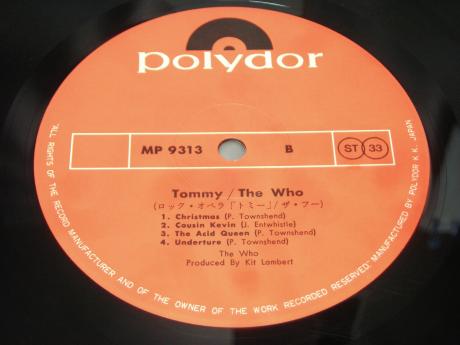 polydor
MP 9313
B
ST 33
Tommy / The Who
(ロック・オペラ「トミー」/ザ・フー)
1. Christmas (P. Townshend)
2. Cousin Kevin (J. Entwhistle)
3. The Acid Queen (P. Townshend)
4. Underture (P. Townshend)
The Who
Produced By Kit Lambert
"ALL RIGHTS OF THE RECORD MANUFACTURER AND OF THE OWNER OF THE WORK RECORDED RESERVED" MANUFACTURED BY POLYDOR K.K. JAPAN